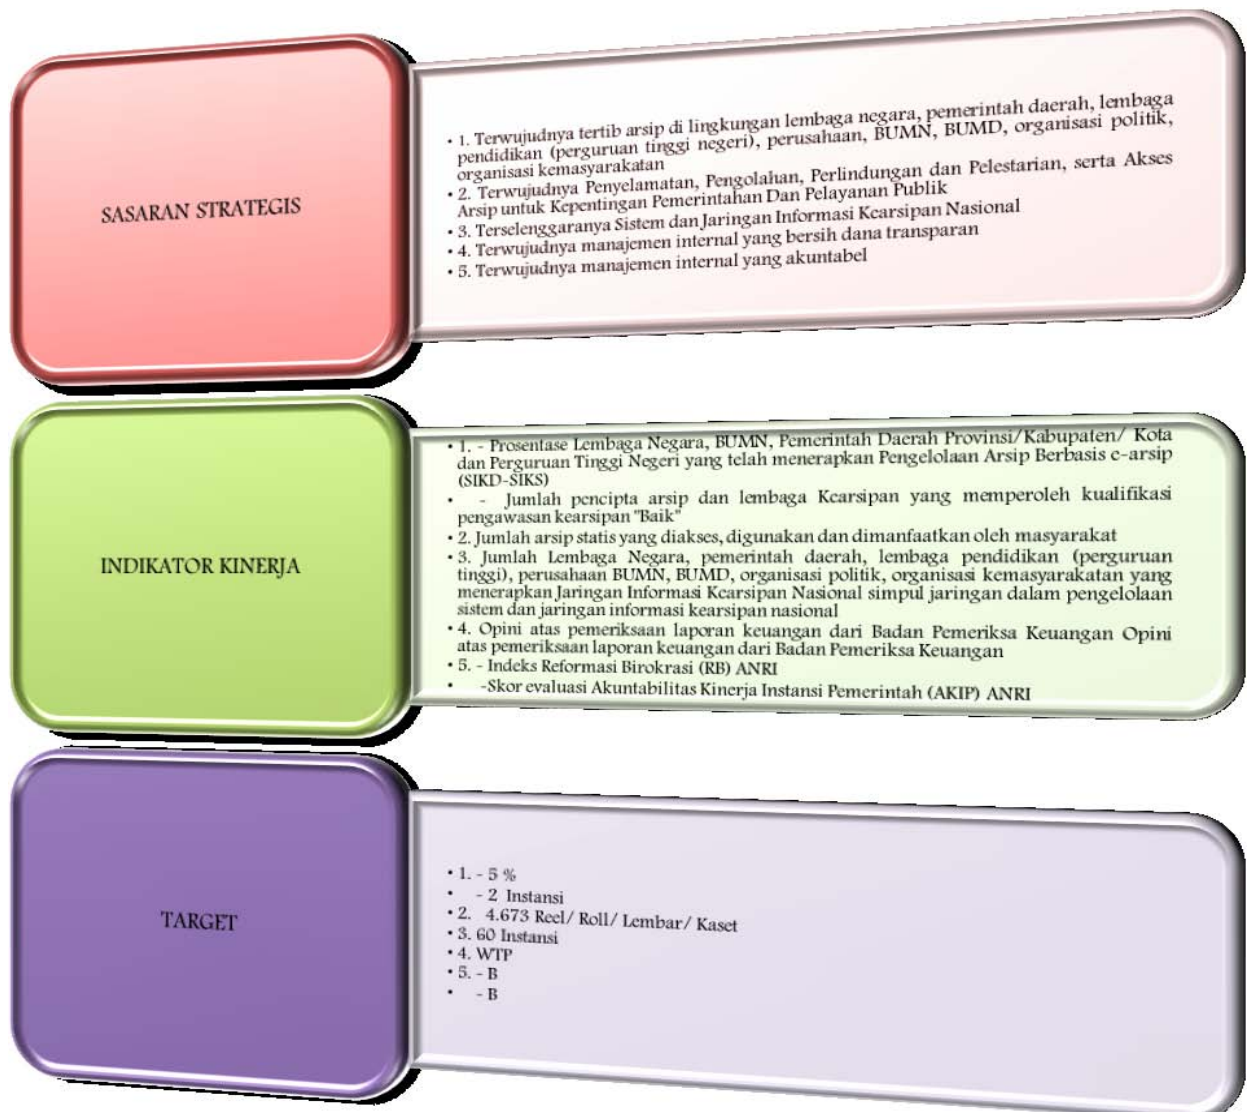 SASARAN STRATEGIS
• 1. Terwujudnya tertib arsip di lingkungan lembaga negara, pemerintah daerah, lembaga
pendidikan (perguruan tinggi negeri), perusahaan, BUMN, BUMD, organisasi politik,
organisasi kemasyarakatan
• 2. Terwujudnya Penyelamatan, Pengolahan, Perlindungan dan Pelestarian, serta Akses
Arsip untuk Kepentingan Pemerintahan Dan Pelayanan Publik
• 3. Terselenggaranya Sistem dan Jaringan Informasi Kearsipan Nasional
• 4. Terwujudnya manajemen internal yang bersih dana transparan
• 5. Terwujudnya manajemen internal yang akuntabel
INDIKATOR KINERJA
• 1. - Prosentase Lembaga Negara, BUMN, Pemerintah Daerah Provinsi/Kabupaten/ Kota
dan Perguruan Tinggi Negeri yang telah menerapkan Pengelolaan Arsip Berbasis e-arsip
(SIKD-SIKS)
• - Jumlah pencipta arsip dan lembaga Kearsipan yang memperoleh kualifikasi
pengawasan kearsipan "Baik"
• 2. Jumlah arsip statis yang diakses, digunakan dan dimanfaatkan oleh masyarakat
• 3. Jumlah Lembaga Negara, pemerintah daerah, lembaga pendidikan (perguruan
tinggi), perusahaan BUMN, BUMD, organisasi politik, organisasi kemasyarakatan yang
menerapkan Jaringan Informasi Kearsipan Nasional simpul jaringan dalam pengelolaan
sistem dan jaringan informasi kearsipan nasional
• 4. Opini atas pemeriksaan laporan keuangan dari Badan Pemeriksa Keuangan Opini
atas pemeriksaan laporan keuangan dari Badan Pemeriksa Keuangan
• 5. - Indeks Reformasi Birokrasi (RB) ANRI
• -Skor evaluasi Akuntabilitas Kinerja Instansi Pemerintah (AKIP) ANRI
TARGET
• 1. - 5 %
• - 2 Instansi
• 2. 4.673 Reel/ Roll/ Lembar/ Kaset
• 3. 60 Instansi
• 4. WTP
• 5. - B
• - B